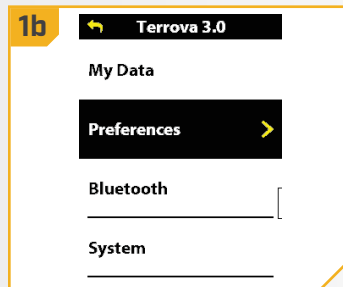 1b
Terrova 3.0
My Data
Preferences
Bluetooth
System